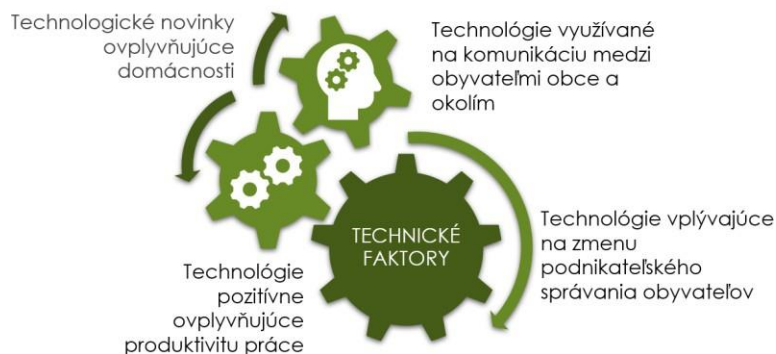 Technologické novinky
ovplyvňujúce
domácnosti
Technológie využívané
na komunikáciu medzi
obyvateľmi obce a
okolím
TECHNICKÉ
FAKTORY
Technológie vplývajúce
na zmenu
podnikateľského
správania obyvateľov
Technológie
pozitívne
ovplyvňujúce
produktivitu práce